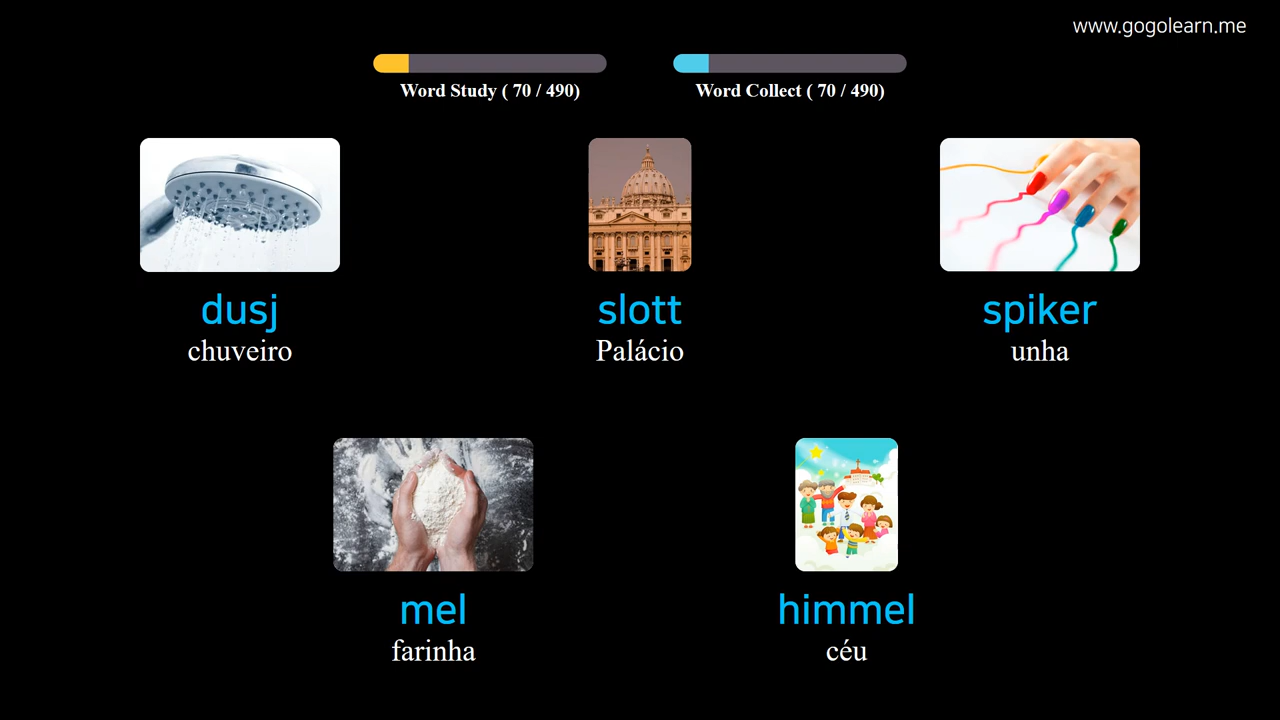 www.gogolearn.me
Word Study ( 70 / 490)
Word Collect ( 70 / 490)
dusj
chuveiro
slott
Palácio
spiker
unha
mel
farinha
himmel
céu